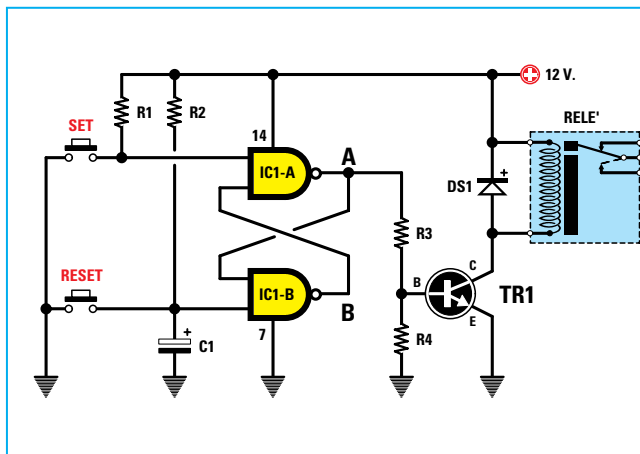 12 V.
R1
R2
RELE'
SET
14
A
IC1-A
+
DS1
R3
RESET
C
B
TR1
IC1-B
B
E
+
7
R4
C1